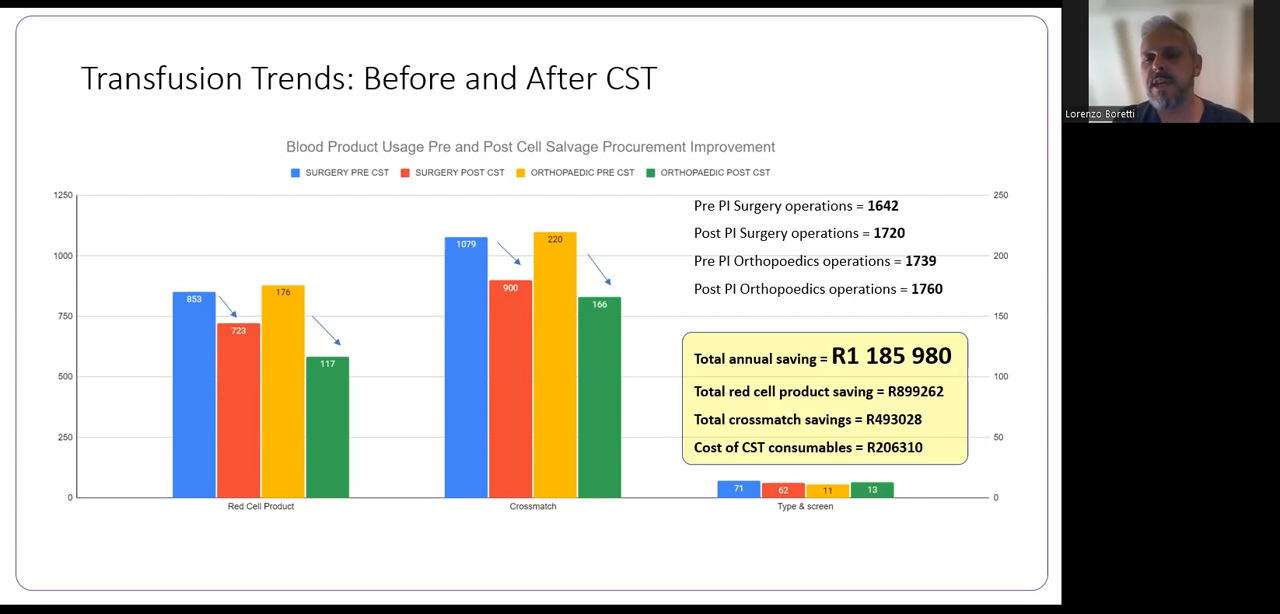 Transfusion Trends: Before and After CST
Lorenzo Boretti
Blood Product Usage Pre and Post Cell Salvage Procurement Improvement
SURGERY PRE CST SURGERY POST CST ORTHOPAEDIC PRE CST ORTHOPAEDIC POST CST
1250
1000
750
500
250
0
853
723
176
117
Red Cell Product
1079
900
220
166
Crossmatch
71
62
11
13
Type & screen
250
200
150
100
50
0
Pre PI Surgery operations = 1642
Post PI Surgery operations = 1720
Pre PI Orthopoedics operations = 1739
Post PI Orthopoedics operations = 1760
Total annual saving = R1 185 980
Total red cell product saving = R899262
Total crossmatch savings = R493028
Cost of CST consumables = R206310